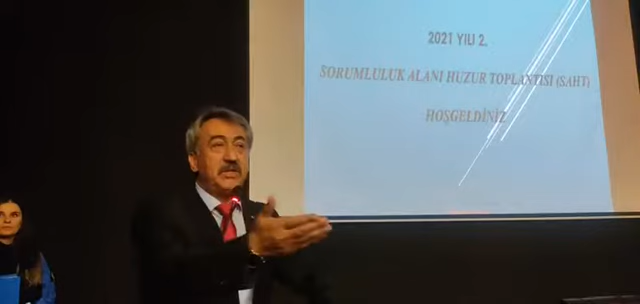 2021 YILI 2.
SORUMLULUK ALANI HUZUR TOPLANTISI (SAHT)
HOŞGELDİNİZ